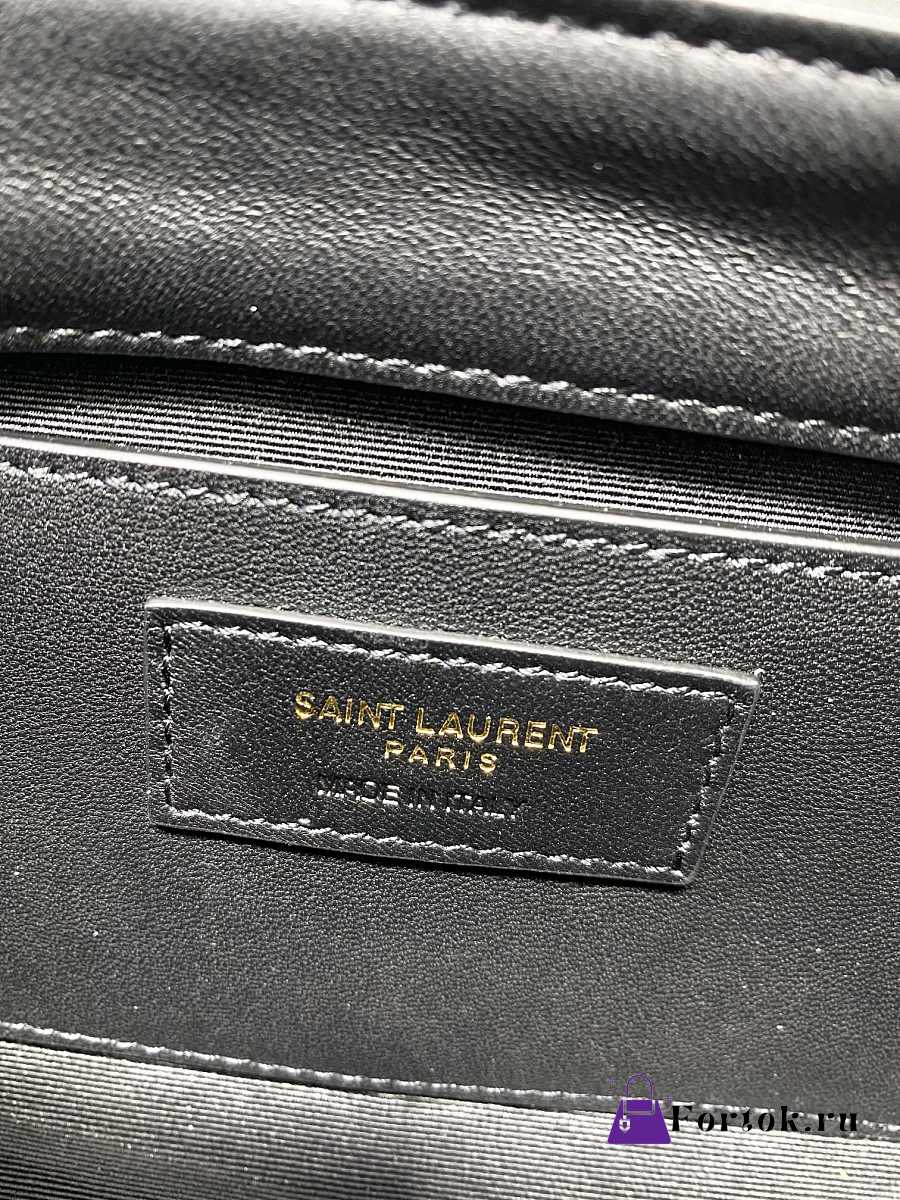 SAINT LAURENT
PARIS
MADE IN ITALY
Fortok.ru